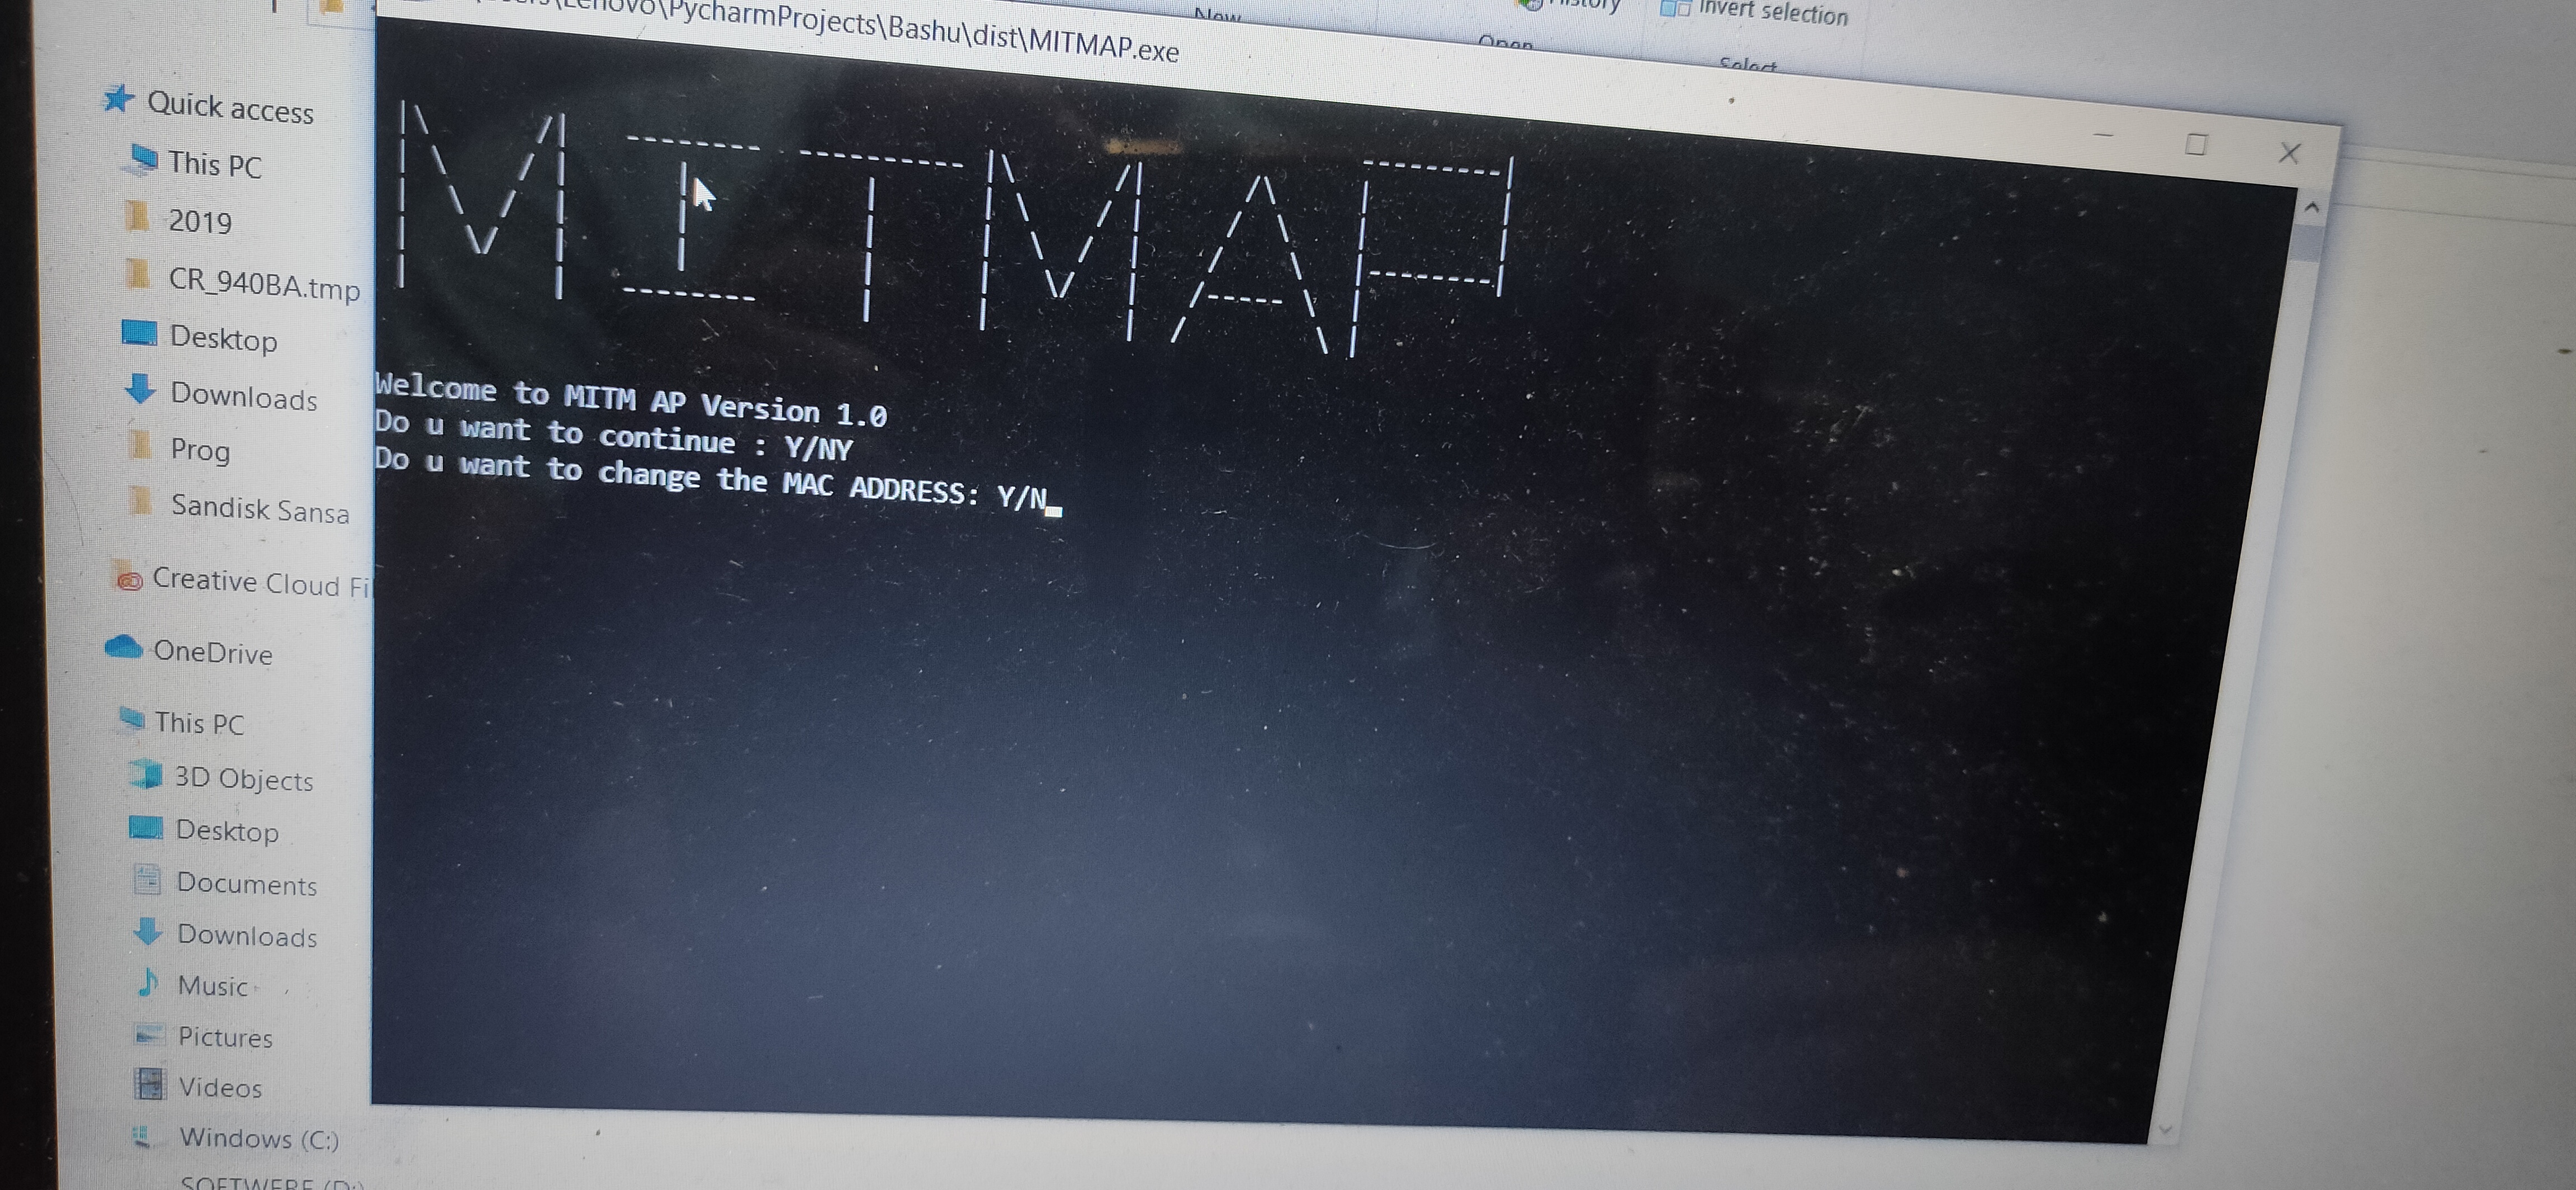 \Lenovo\PycharmProjects\Bashu\dist\MITMAP.exe
History
Invert selection
New
Open
Select
Quick access
This PC
2019
CR_940BA.tmp
Desktop
Downloads
Prog
Sandisk Sansa
Creative Cloud Fi
OneDrive
This PC
3D Objects
Desktop
Documents
Downloads
Music
Pictures
Videos
Windows (C:)
SOFTWERE (D:)
MITMAP
Welcome to MITM AP Version 1.0
Do u want to continue : Y/NY
Do u want to change the MAC ADDRESS: Y/N_